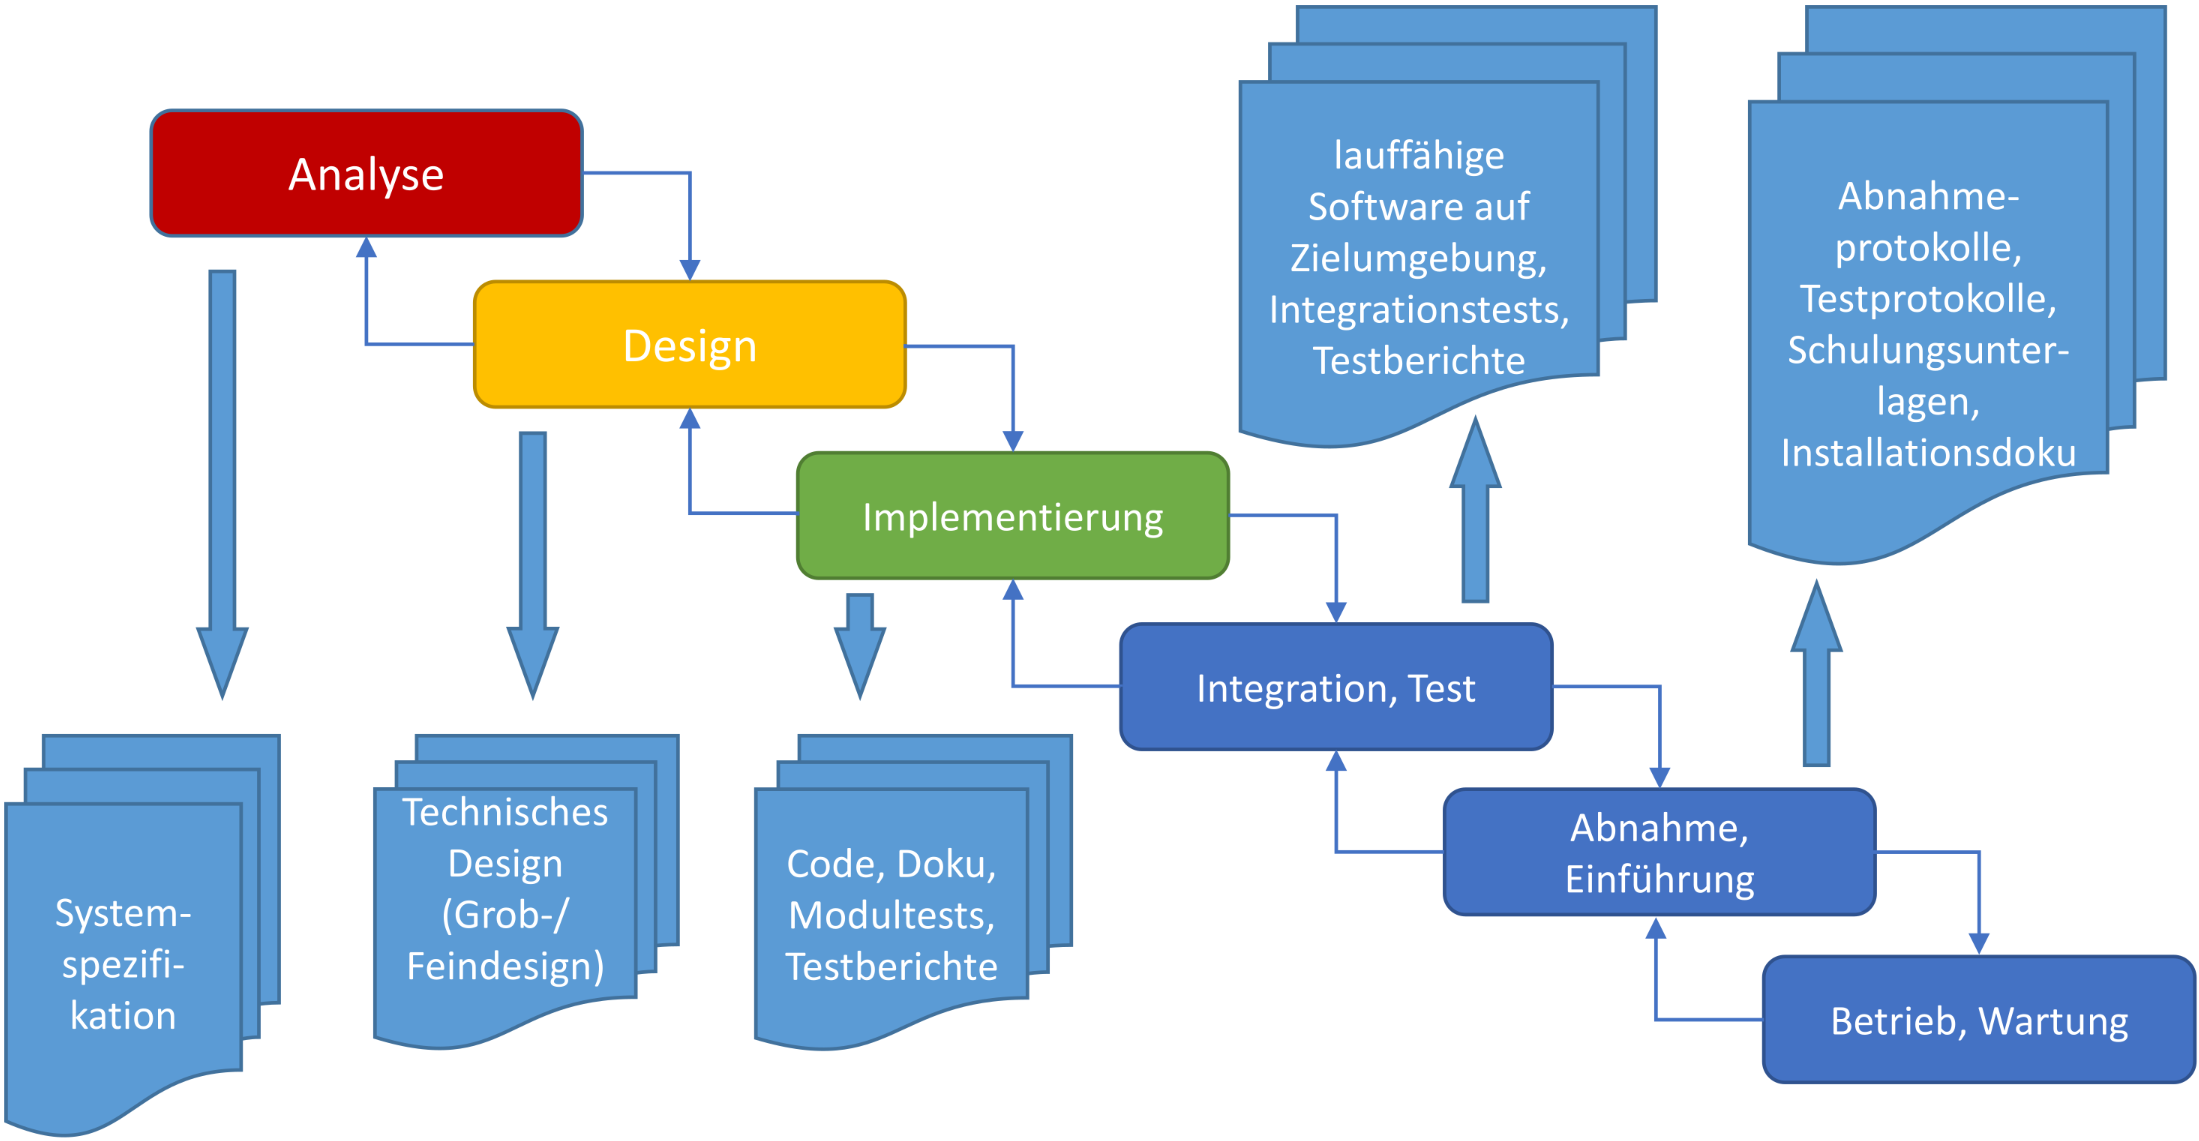 Analyse
Design
Implementierung
Integration, Test
Abnahme,
Einführung
Betrieb, Wartung
System-
spezifi-
kation
Technisches
Design
(Grob-/
Feindesign)
Code, Doku,
Modultests,
Testberichte
lauffähige
Software auf
Zielumgebung,
Integrationstests,
Testberichte
Abnahme-
protokolle,
Testprotokolle,
Schulungsunter-
lagen,
Installationsdoku